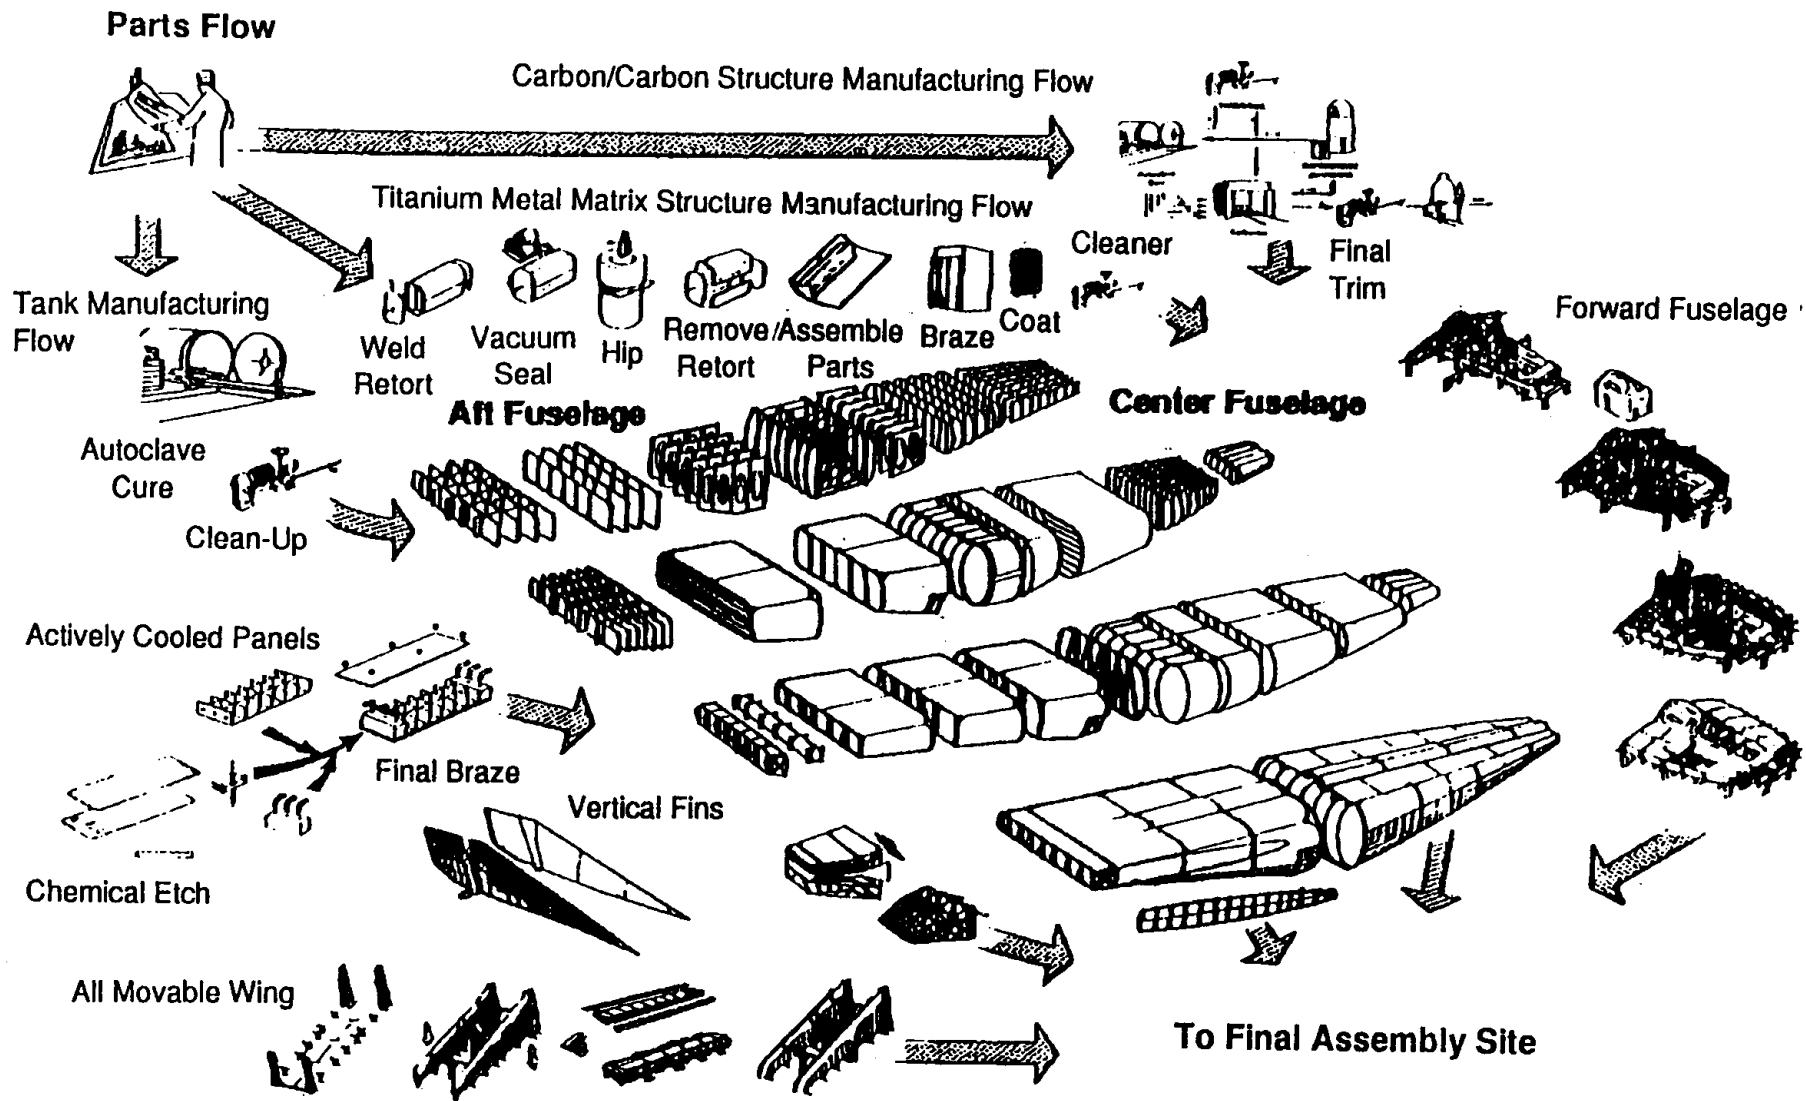 Parts Flow
Carbon/Carbon Structure Manufacturing Flow
Titanium Metal Matrix Structure Manufacturing Flow
Cleaner
Final
Trim
Tank Manufacturing
Flow
Weld
Retort
Vacuum
Seal
Hip
Remove/Assemble
Retort Parts
Braze
Coat
Forward Fuselage
Aft Fuselage
Center Fuselage
Autoclave
Cure
Clean-Up
Actively Cooled Panels
Final Braze
Vertical Fins
Chemical Etch
All Movable Wing
To Final Assembly Site